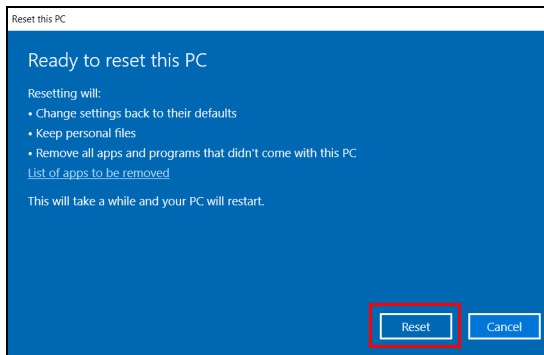 Reset this PC
Ready to reset this PC
Resetting will:
• Change settings back to their defaults
• Keep personal files
• Remove all apps and programs that didn't come with this PC
List of apps to be removed
This will take a while and your PC will restart.
Reset Cancel